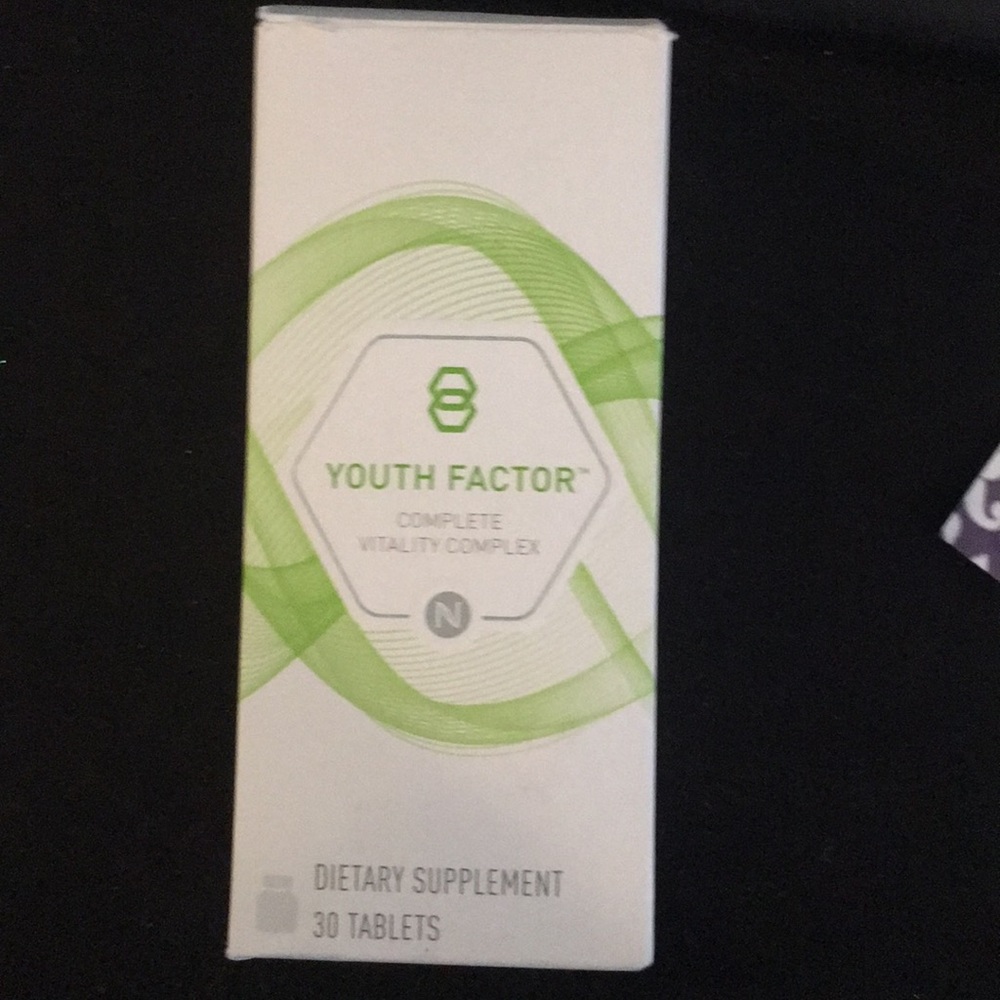 YOUTH FACTOR™
COMPLETE
VITALITY COMPLEX
N
DIETARY SUPPLEMENT
30 TABLETS